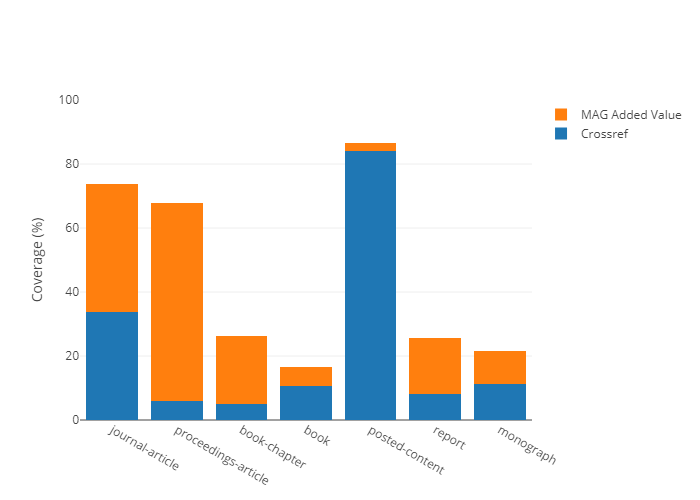 100
80
60
40
20
0
Coverage (%)
journal-article
proceedings-article
book-chapter
book
posted-content
report
monograph
MAG Added Value
Crossref